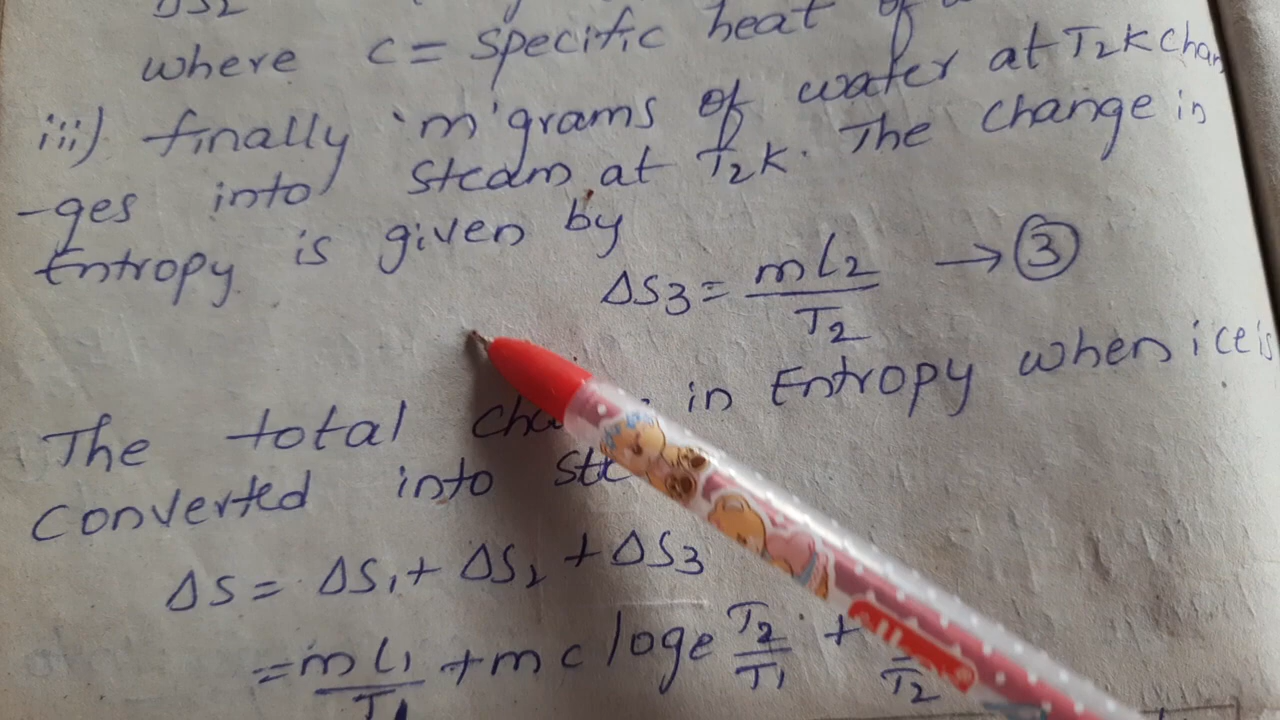 ΔS2
where c = specific heat of
iii) finally 'm' grams of water at T2K chan
-ges into steam at T2K. The change in
Entropy is given by
ΔS3 = mL2/T2 → ③
The total in Entropy when ice is
converted into
ΔS = ΔS1 + ΔS2 + ΔS3
= mL1/T1 + mc loge T2/T1 + /T2